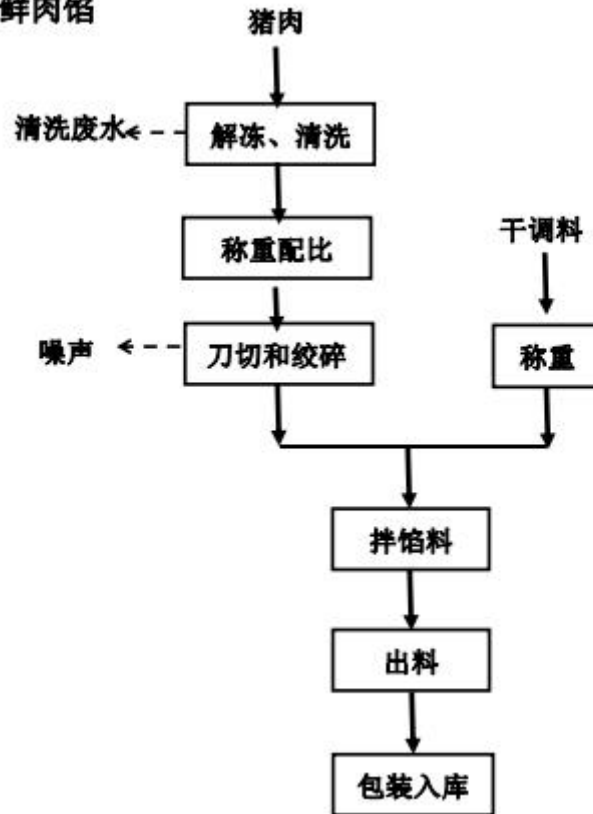 鲜肉馅
猪肉
清洗废水
解冻、清洗
称重配比
干调料
噪声
刀切和绞碎
称重
拌馅料
出料
包装入库